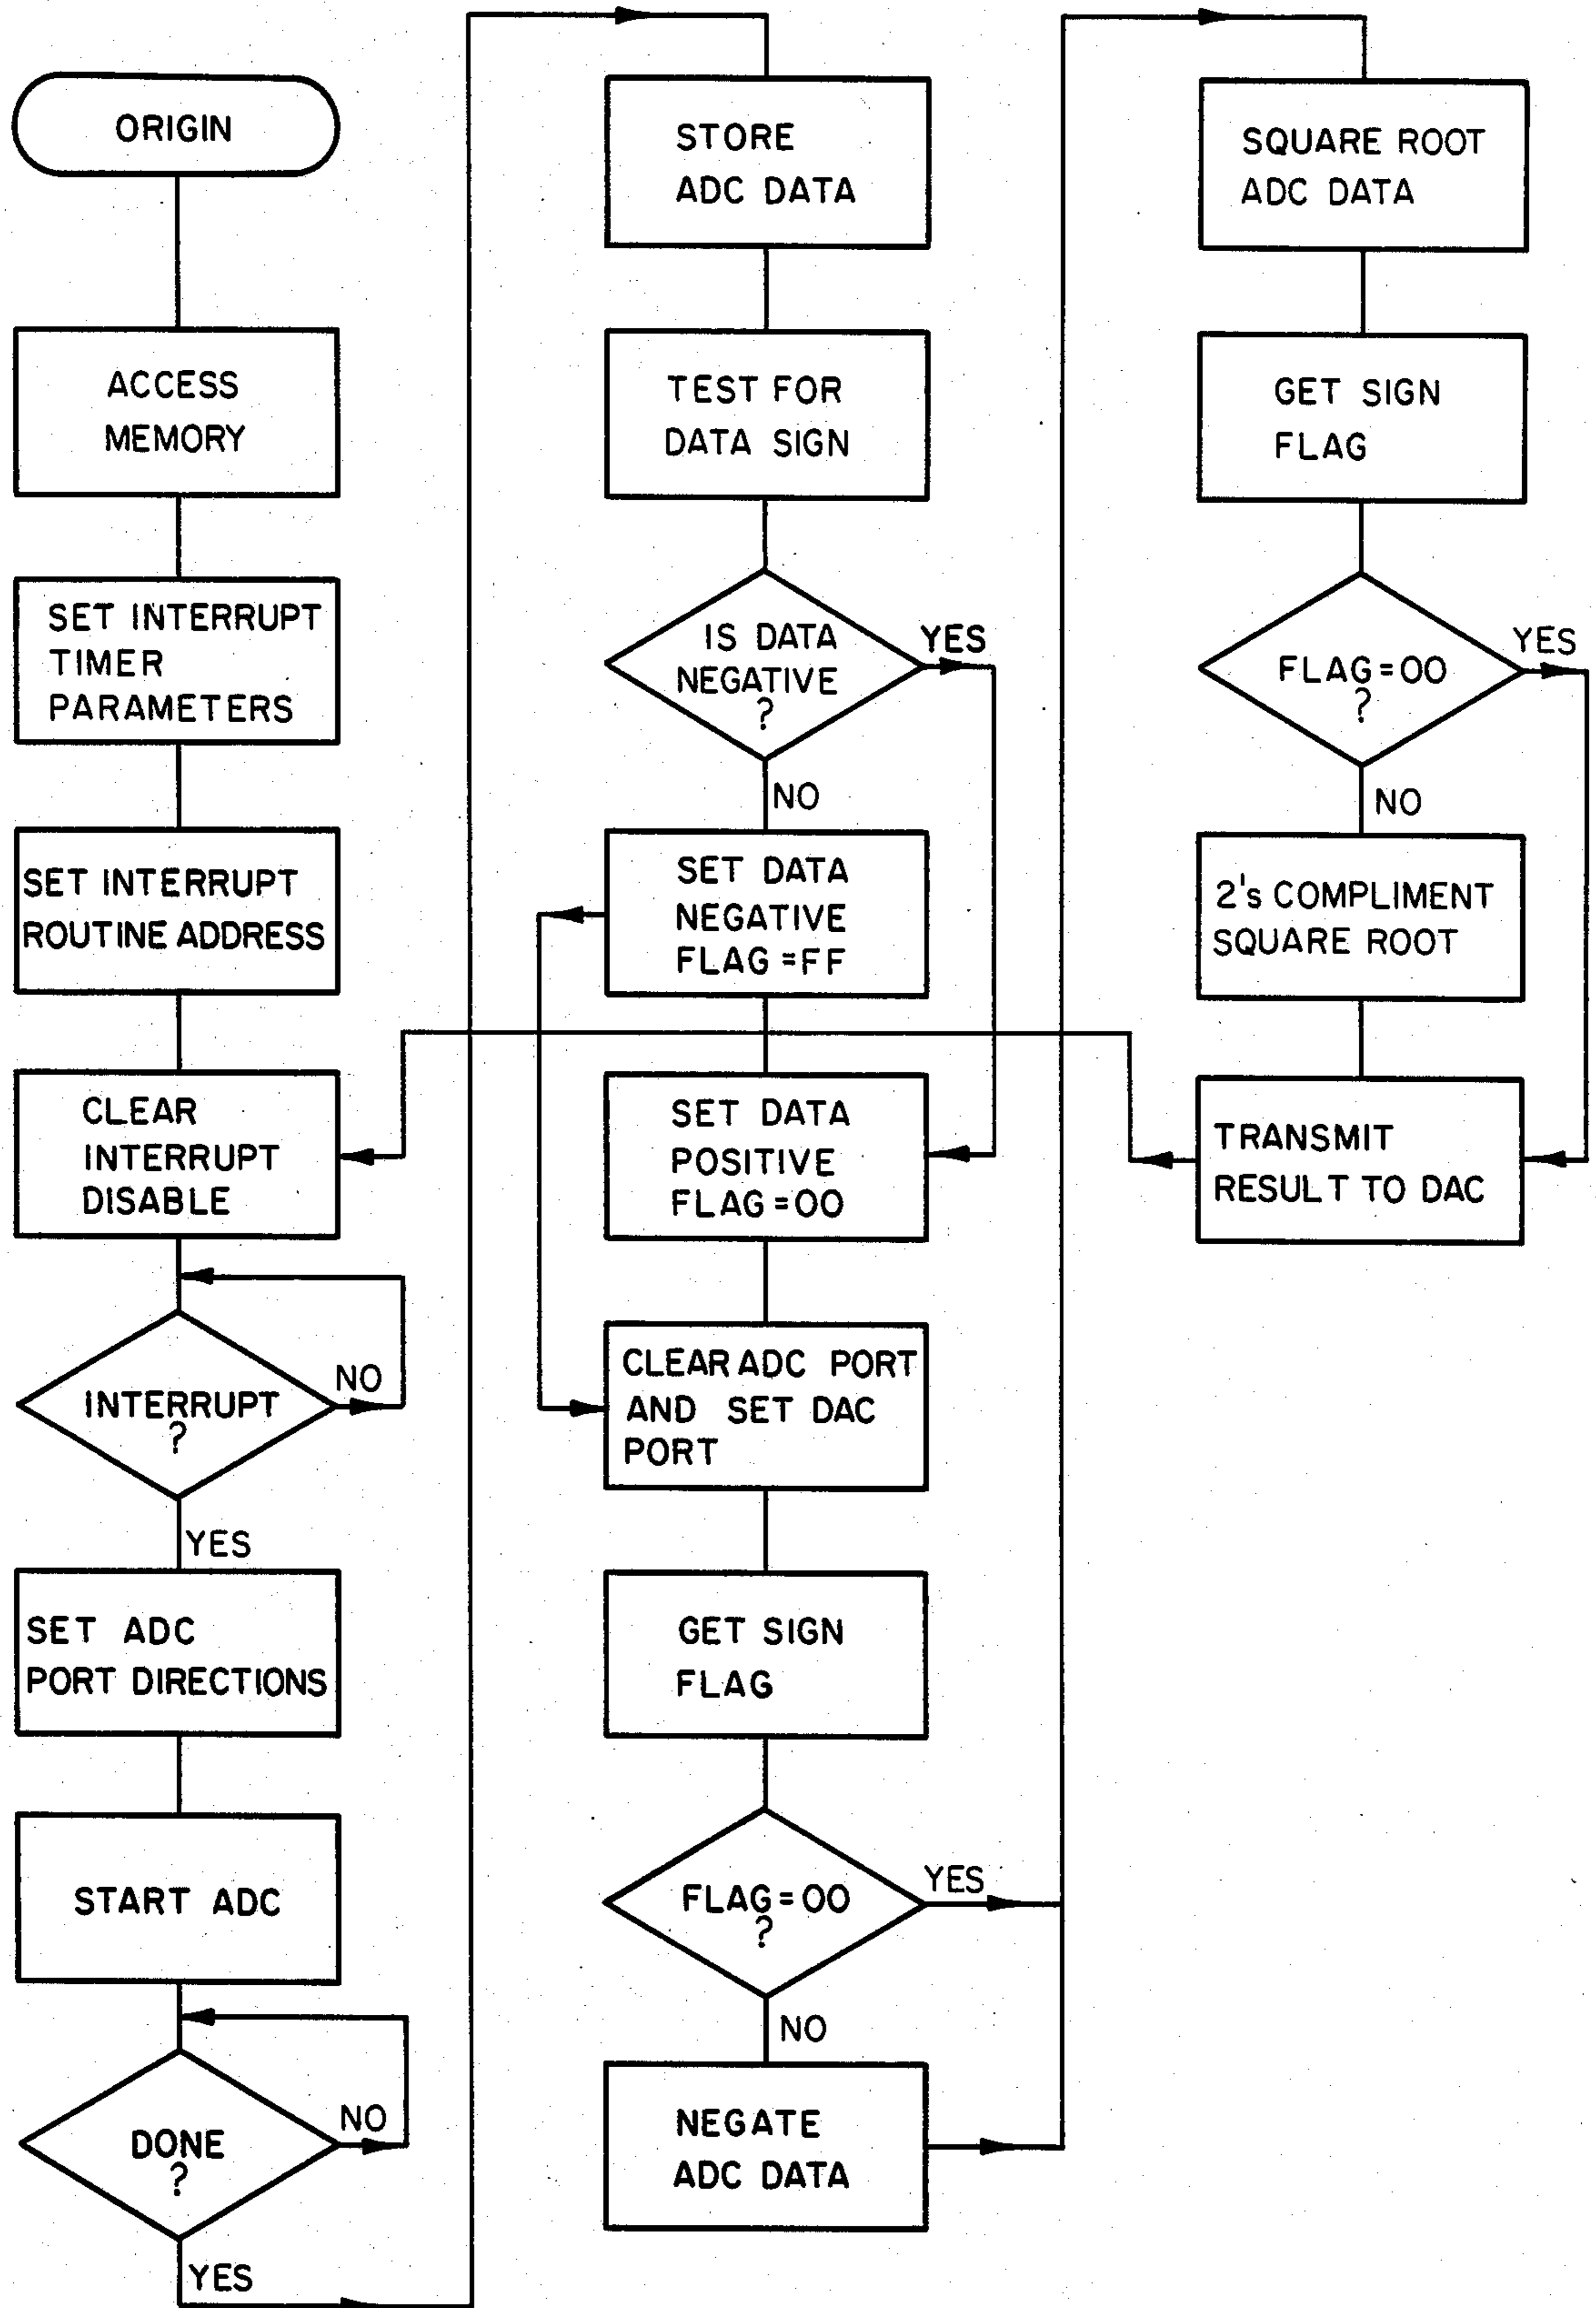 ORIGIN
ACCESS
MEMORY
SET INTERRUPT
TIMER
PARAMETERS
SET INTERRUPT
ROUTINE ADDRESS
CLEAR
INTERRUPT
DISABLE
INTERRUPT
?
NO
YES
SET ADC
PORT DIRECTIONS
START ADC
DONE
?
NO
YES
STORE
ADC DATA
TEST FOR
DATA SIGN
IS DATA
NEGATIVE
?
YES
NO
SET DATA
NEGATIVE
FLAG=FF
SET DATA
POSITIVE
FLAG=00
CLEAR ADC PORT
AND SET DAC
PORT
GET SIGN
FLAG
FLAG=00
?
YES
NO
NEGATE
ADC DATA
SQUARE ROOT
ADC DATA
GET SIGN
FLAG
FLAG=00
?
YES
NO
2's COMPLIMENT
SQUARE ROOT
TRANSMIT
RESULT TO DAC